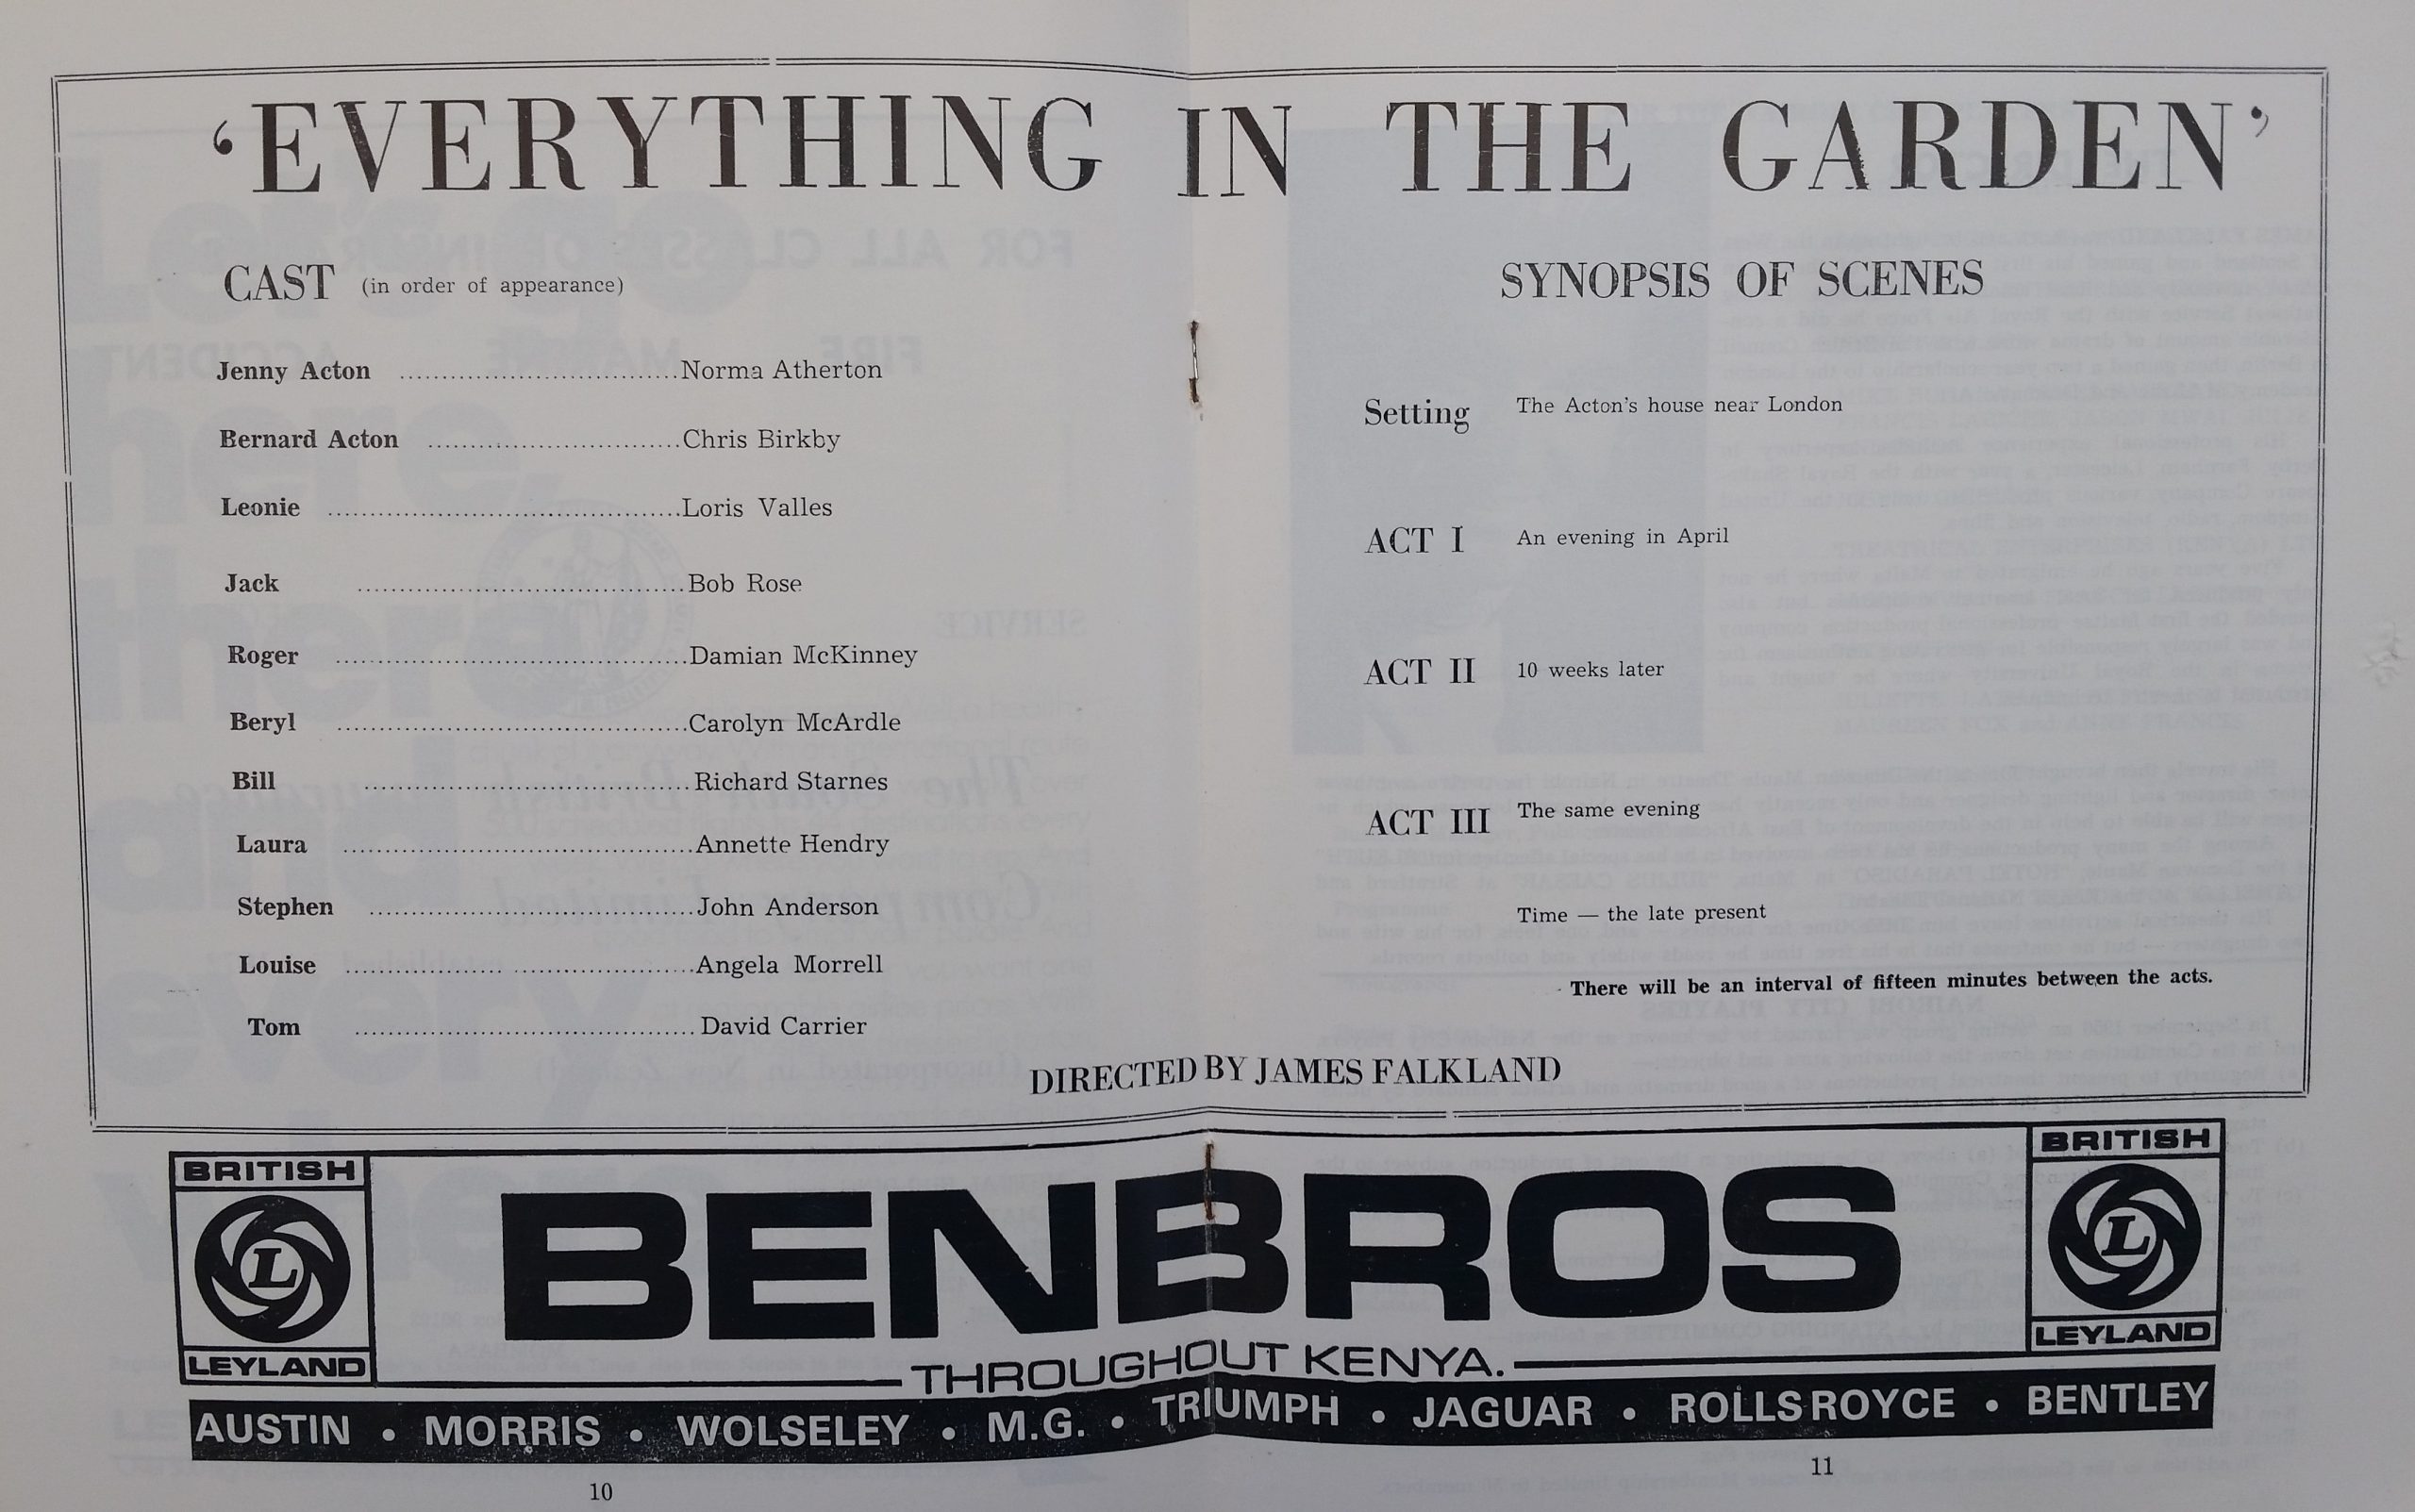 'EVERYTHING IN THE GARDEN'
CAST (in order of appearance)
Jenny Acton ................................. Norma Atherton
Bernard Acton .............................. Chris Birkby
Leonie .......................................... Loris Valles
Jack ....................................... Bob Rose
Roger .......................................... Damian McKinney
Beryl .......................................... Carolyn McArdle
Bill ....................................... Richard Starnes
Laura .......................................... Annette Hendry
Stephen ....................................... John Anderson
Louise .......................................... Angela Morrell
Tom ......................................... David Carrier
SYNOPSIS OF SCENES
Setting The Acton's house near London
ACT I An evening in April
ACT II 10 weeks later
ACT III The same evening
Time — the late present
There will be an interval of fifteen minutes between the acts.
DIRECTED BY JAMES FALKLAND
BRITISH
L
LEYLAND
BENBROS
THROUGHOUT KENYA.
BRITISH
L
LEYLAND
AUSTIN • MORRIS • WOLSELEY • M.G. • TRIUMPH • JAGUAR • ROLLS ROYCE • BENTLEY
10
11